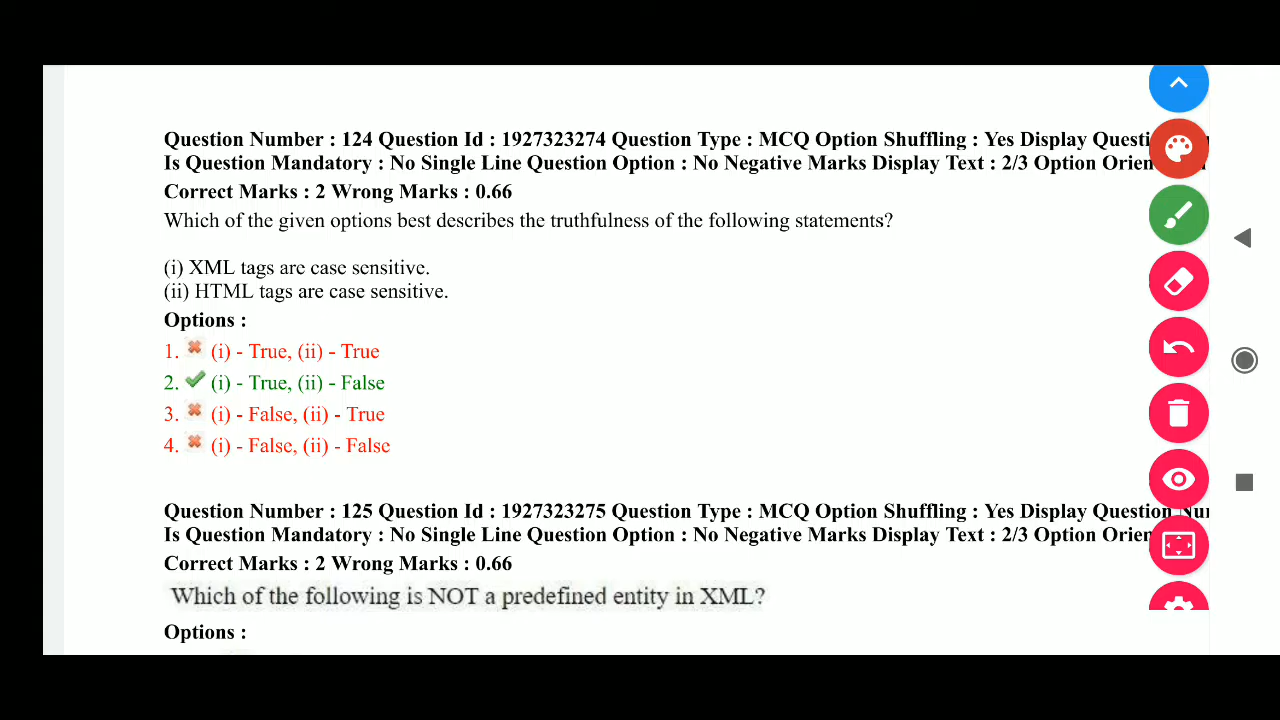 Question Number : 124 Question Id : 1927323274 Question Type : MCQ Option Shuffling : Yes Display
Is Question Mandatory : No Single Line Question Option : No Negative Marks Display Text : 2/3 Option
Correct Marks : 2 Wrong Marks : 0.66
Which of the given options best describes the truthfulness of the following statements?
(i) XML tags are case sensitive.
(ii) HTML tags are case sensitive.
Options :
1. (i) - True, (ii) - True
2. (i) - True, (ii) - False
3. (i) - False, (ii) - True
4. (i) - False, (ii) - False
Question Number : 125 Question Id : 1927323275 Question Type : MCQ Option Shuffling : Yes Display Question
Is Question Mandatory : No Single Line Question Option : No Negative Marks Display Text : 2/3 Option
Correct Marks : 2 Wrong Marks : 0.66
Which of the following is NOT a predefined entity in XML?
Options :